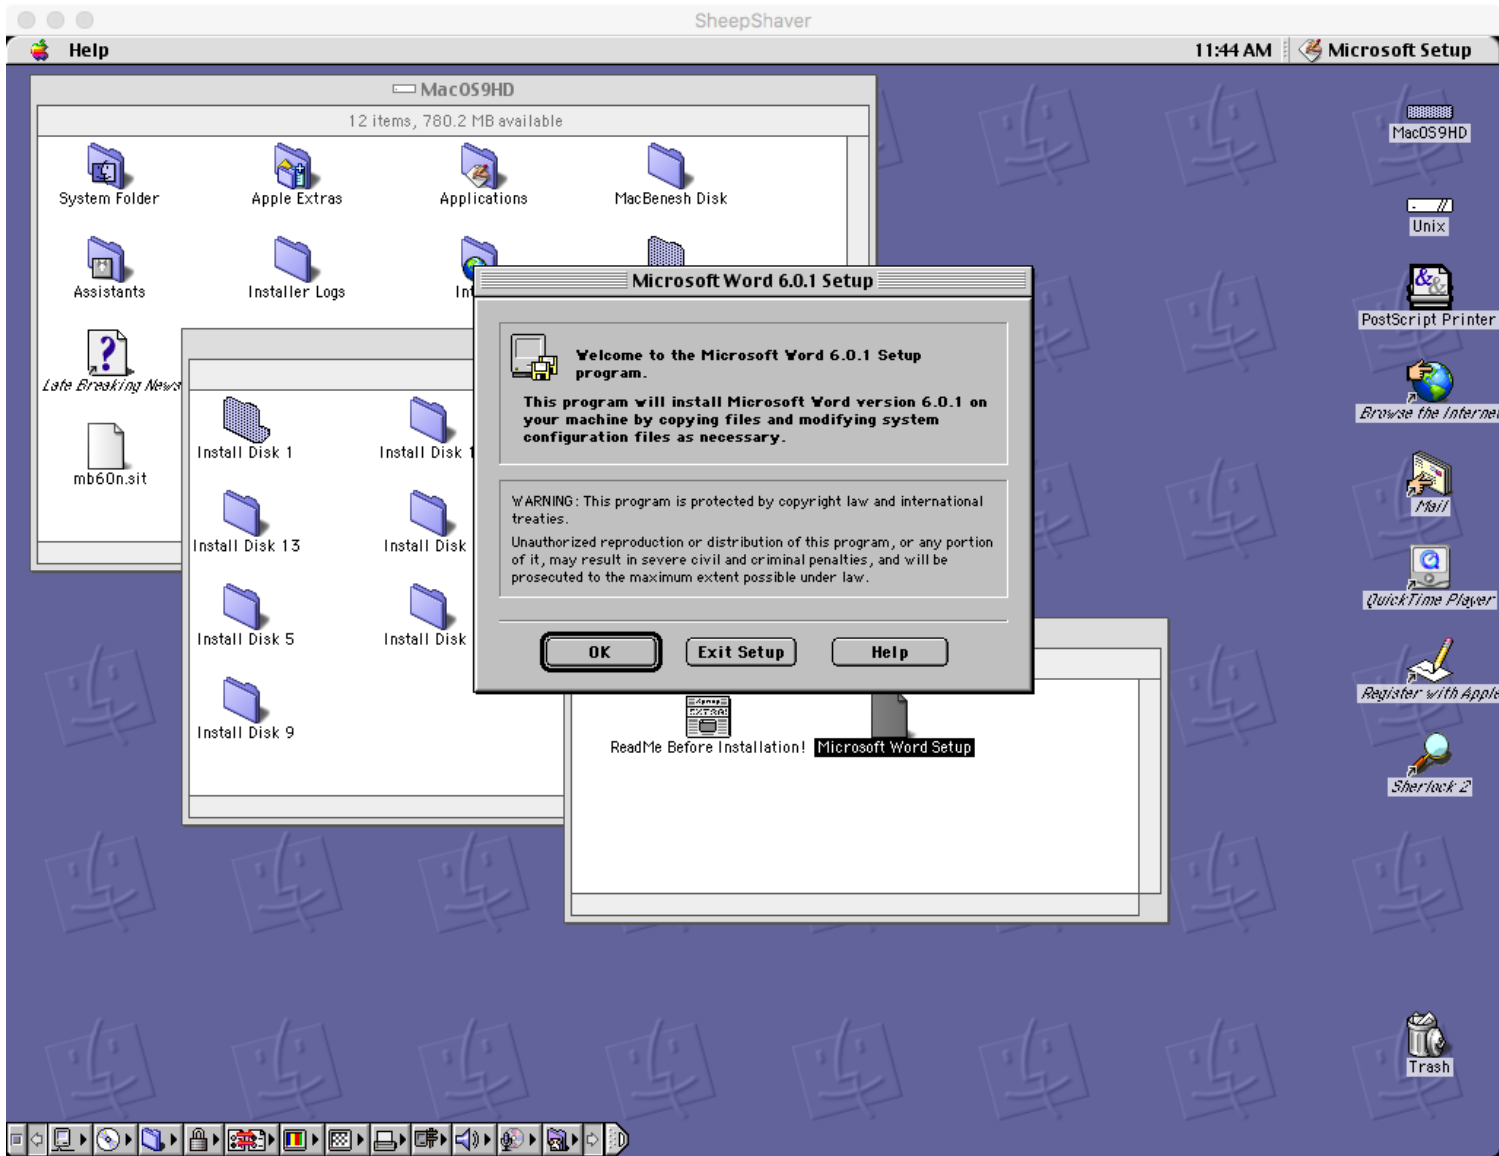 SheepShaver
Help
11:44 AM
Microsoft Setup
MacOS9HD
12 items, 780.2 MB available
System Folder
Apple Extras
Applications
MacBenesh Disk
Assistants
Installer Logs
Int
Late Breaking News
mb60n.sit
Install Disk 1
Install Disk 1
Install Disk 13
Install Disk
Install Disk 5
Install Disk
Install Disk 9
Microsoft Word 6.0.1 Setup
Welcome to the Microsoft Word 6.0.1 Setup
program.
This program will install Microsoft Word version 6.0.1 on
your machine by copying files and modifying system
configuration files as necessary.
WARNING: This program is protected by copyright law and international
treaties.
Unauthorized reproduction or distribution of this program, or any portion
of it, may result in severe civil and criminal penalties, and will be
prosecuted to the maximum extent possible under law.
OK
Exit Setup
Help
ReadMe Before Installation!
Microsoft Word Setup
MacOS9HD
Unix
PostScript Printer
Browse the Internet
Mail
QuickTime Player
Register with Apple
Sherlock 2
Trash